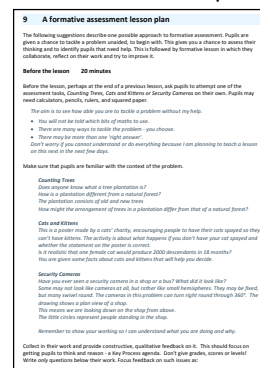 9 A formative assessment lesson plan
The following suggestions describe one possible approach to formative assessment. Pupils are
given a chance to tackle a problem unaided, to begin with. This gives you a chance to assess their
thinking and to identify pupils that need help. This is followed by formative lesson in which they
collaborate, reflect on their work and try to improve it.
Before the lesson 20 minutes
Before the lesson, perhaps at the end of a previous lesson, ask pupils to attempt one of the
assessment tasks, Counting Trees, Cats and Kittens or Security Cameras on their own. Pupils may
need calculators, pencils, rulers, and squared paper.
The aim is to see how able you are to tackle a problem without my help.
• You will not be told which bits of maths to use.
• There are many ways to tackle the problem - you choose.
• There may be more than one 'right answer'.
Don't worry if you cannot understand or do everything because I am planning to teach a lesson
on this next in the next few days.
Make sure that pupils are familiar with the context of the problem.
Counting Trees
Does anyone know what a tree plantation is?
How is a plantation different from a natural forest?
The plantation consists of old and new trees
How might the arrangement of trees in a plantation differ from that of a natural forest?
Cats and Kittens
This is a poster made by a cats' charity, encouraging people to have their cats spayed so they
can't have kittens. The activity is about what happens if you don't have your cat spayed and
whether the statement on the poster is correct.
Is it realistic that one female cat would produce 2000 descendants in 18 months?
You are given some facts about cats and kittens that will help you decide.
Security Cameras
Have you ever seen a security camera in a shop or a bus? What did it look like?
Some may not look like cameras at all, but rather like small hemispheres. They may be fixed,
but many swivel round. The cameras in this problem can turn right round through 360°. The
drawing shows a plan view of a shop.
This means we are looking down on the shop from above.
The little circles represent people standing in the shop.
Remember to show your working so I can understand what you are doing and why.
Collect in their work and provide constructive, qualitative feedback on it. This should focus on
getting pupils to think and reason - a Key Process agenda. Don't give grades, scores or levels!
Write only questions below their work. Focus feedback on such issues as: